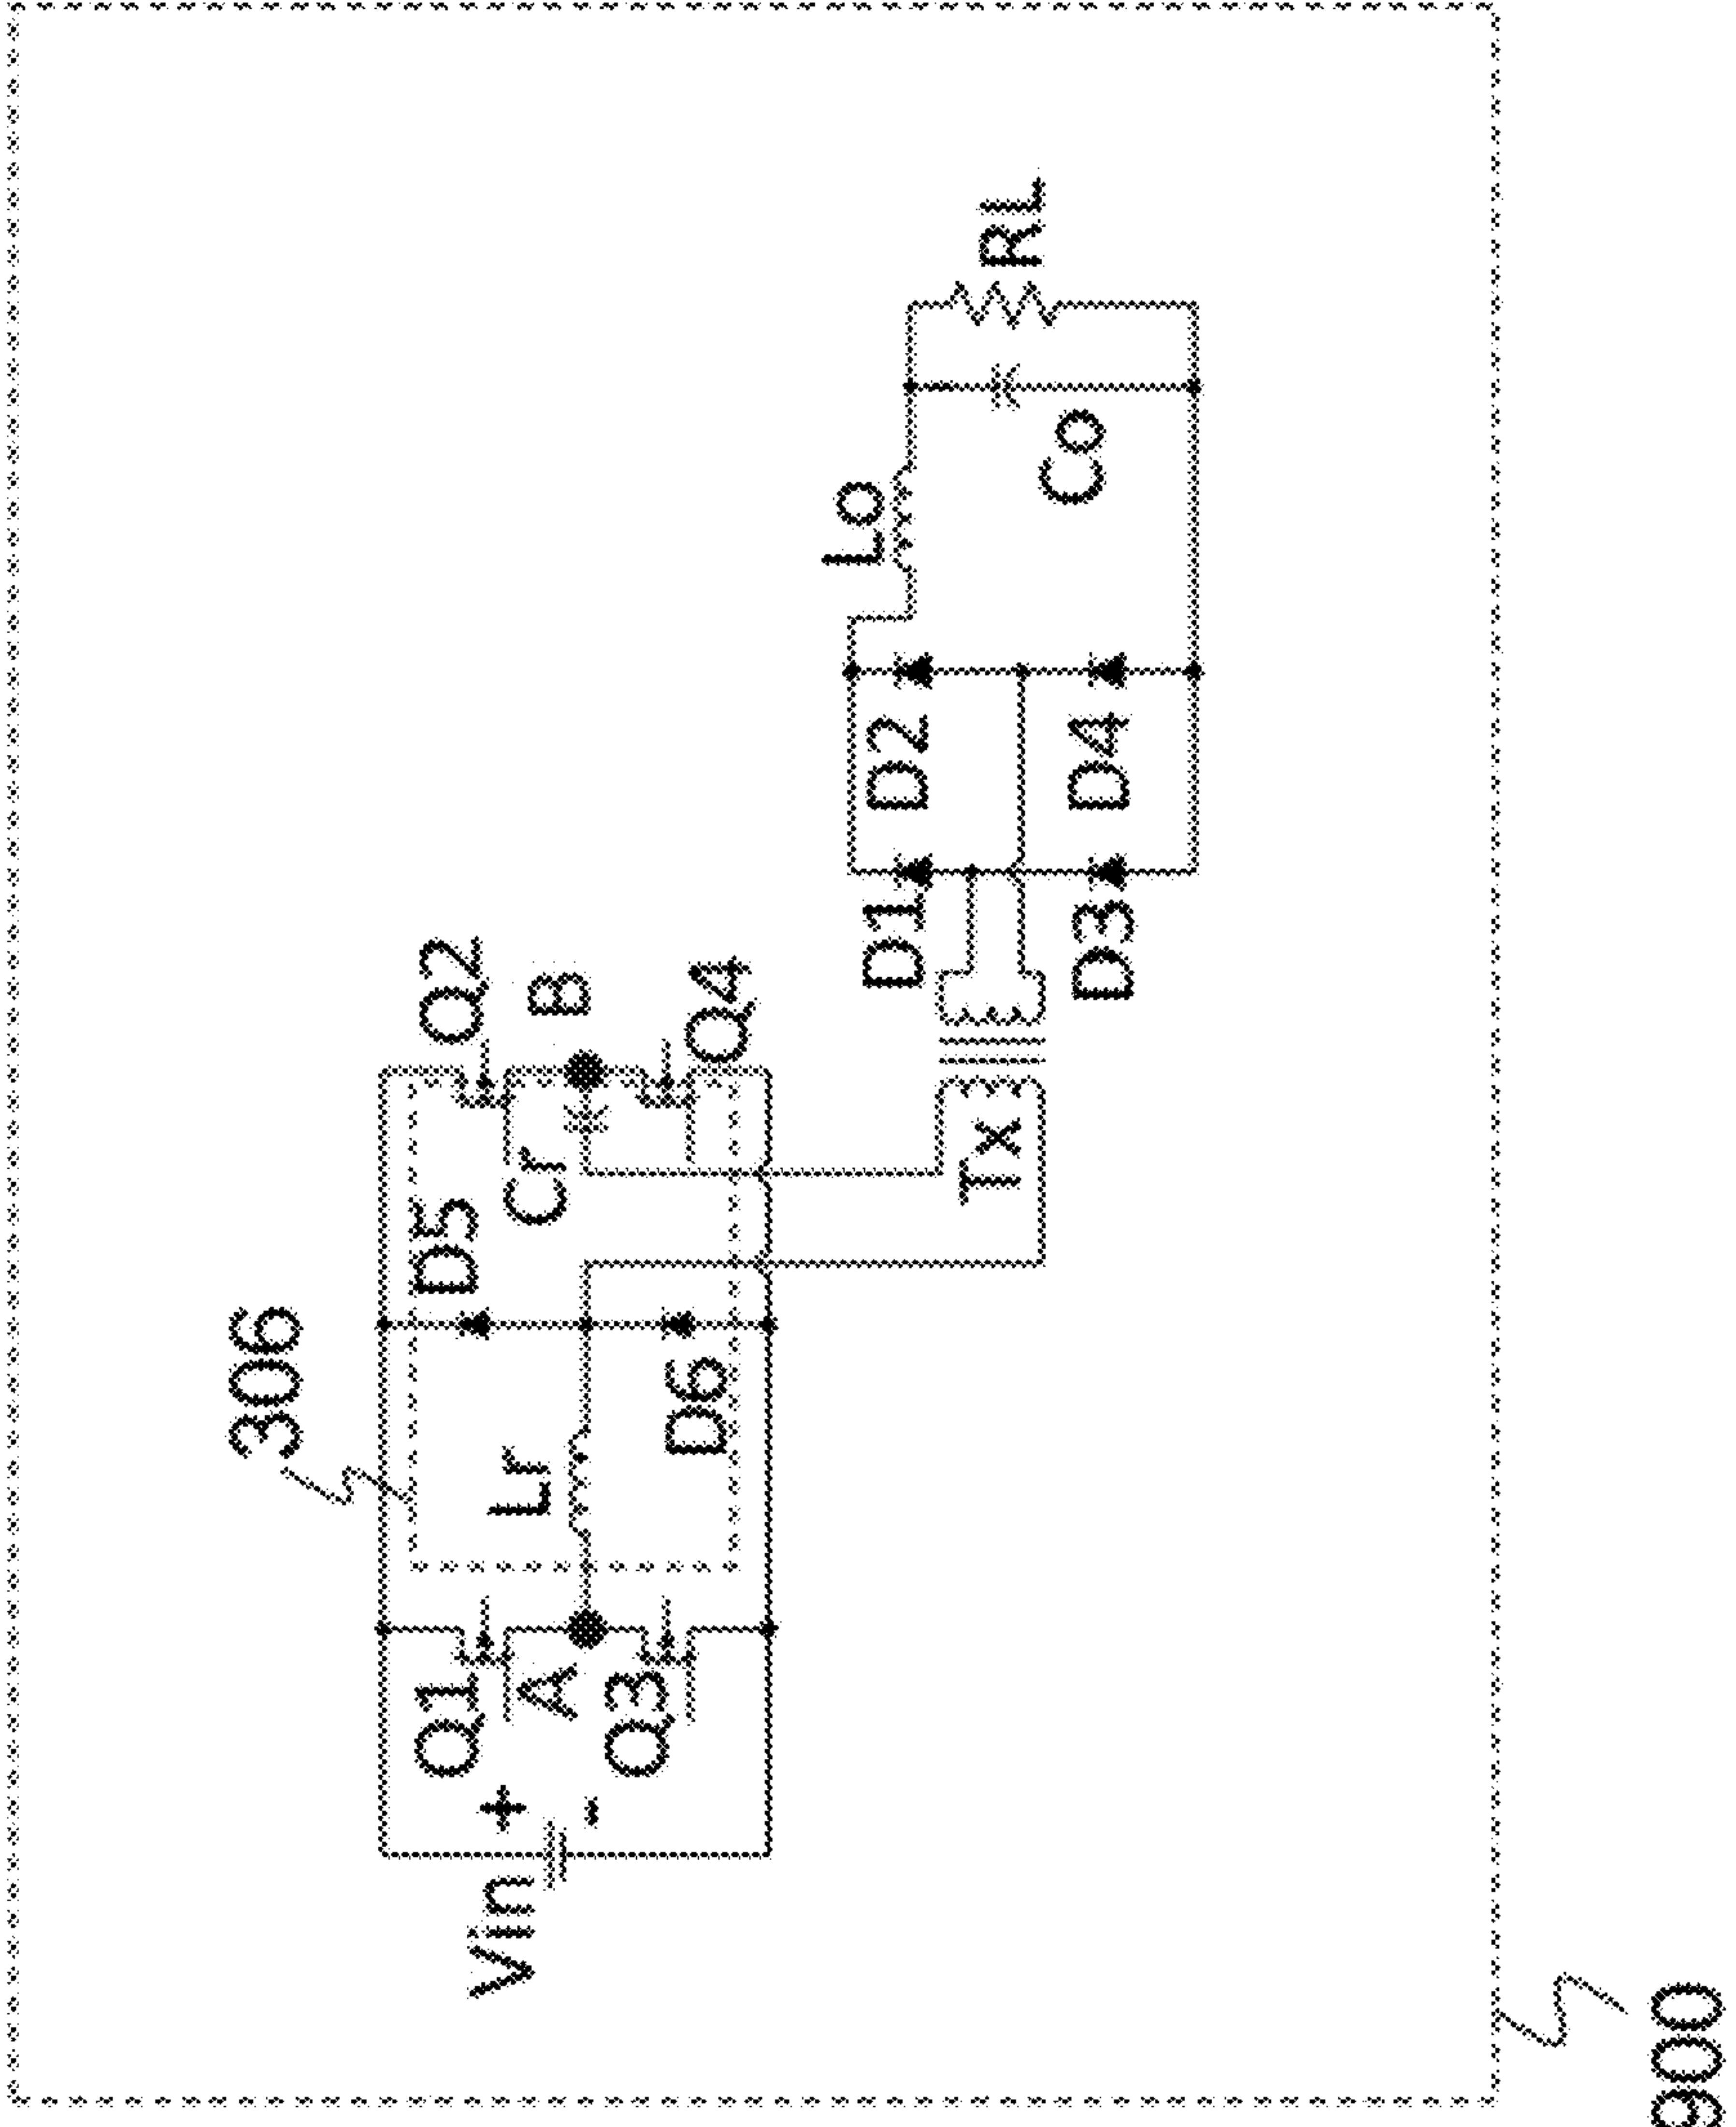 306
Vin
+
-
Q1
A
Q3
Lr
D5
D6
Cr
Q2
B
Q4
Tx
D1
D3
D2
D4
Lo
Co
RL
900